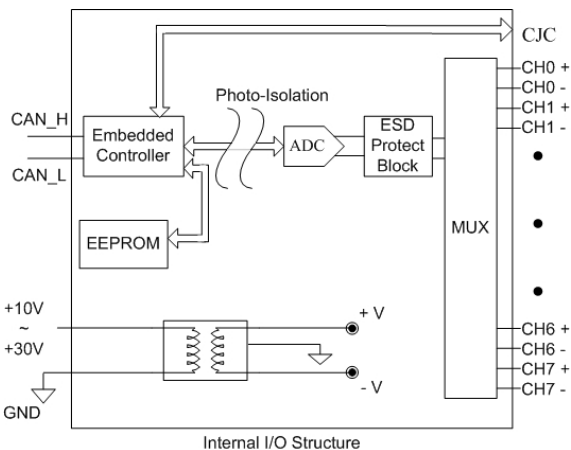 CJC
CH0 +
CH0 -
CH1 +
CH1 -
Photo-Isolation
CAN_H
CAN_L
Embedded
Controller
ADC
ESD
Protect
Block
MUX
EEPROM
+10V
~
+30V
GND
+ V
- V
CH6 +
CH6 -
CH7 +
CH7 -
Internal I/O Structure